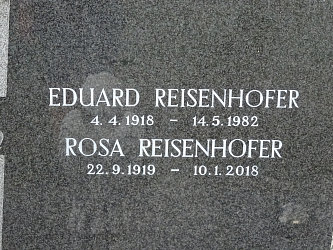 EDUARD REISENHOFER
4.4.1918 – 14.5.1982
ROSA REISENHOFER
22.9.1919 – 10.1.2018